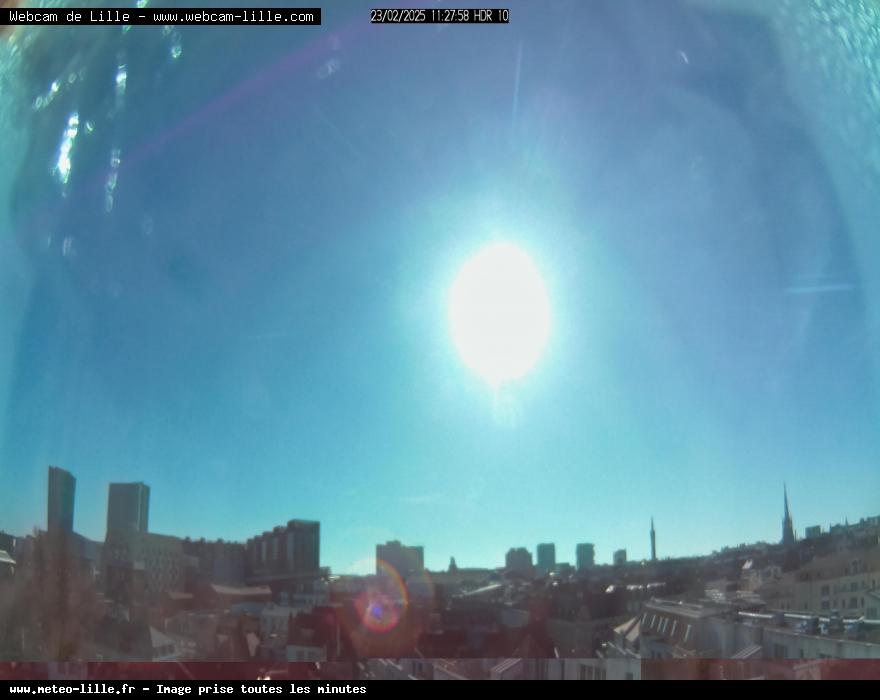 Webcam de Lille - www.webcam-lille.com
23/02/2025 11:27:58 HDR 10
www.meteo-lille.fr - Image prise toutes les minutes